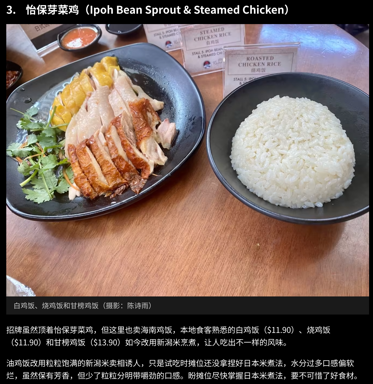 3. 怡保芽菜鸡（Ipoh Bean Sprout & Steamed Chicken）
STEAMED
CHICKEN RICE
ROASTED
CHICKEN RICE
烧鸡饭
白鸡饭、烧鸡饭和甘榜鸡饭（摄影：陈诗雨）
招牌虽然顶着怡保芽菜鸡，但这里也卖海南鸡饭，本地食客熟悉的白鸡饭（$11.90）、烧鸡饭
（$11.90）和甘榜鸡饭（$13.90）如今改用新潟米烹煮，让人吃出不一样的风味。
油鸡饭改用粒粒饱满的新潟米卖相诱人，只是试吃时摊位还没拿捏好日本米煮法，水分过多口感偏软
烂，虽然保有芳香，但少了粒粒分明带嚼劲的口感。盼摊位尽快掌握日本米煮法，要不可惜了好食材。